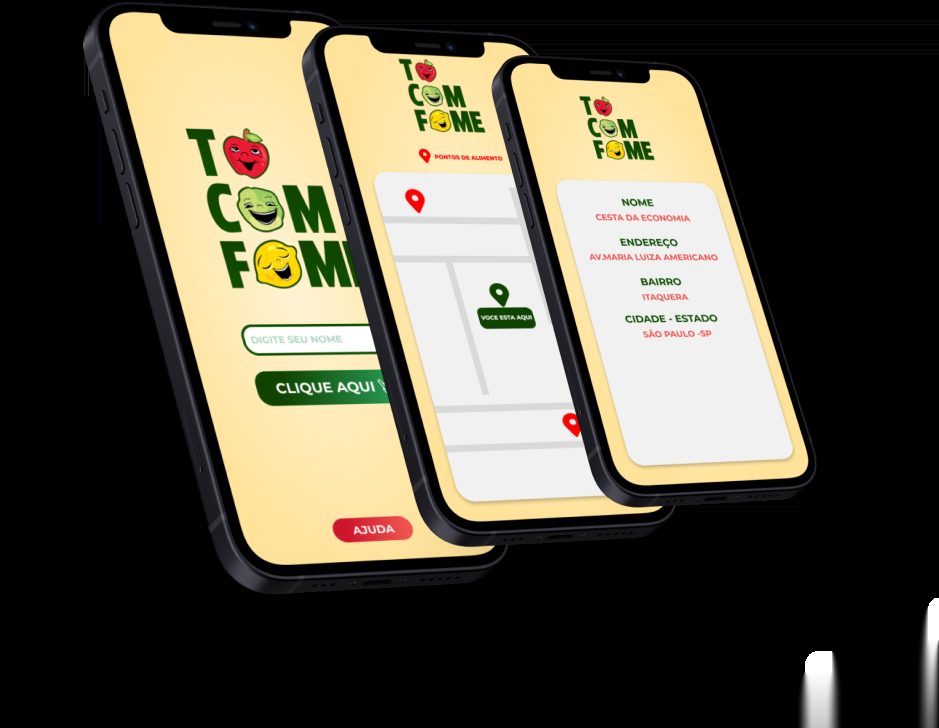 TO
COM
FOME
DIGITE SEU NOME
CLIQUE AQUI
AJUDA
TO
COM
FOME
PONTOS DE ALIMENTO
VOCE ESTA AQUI
TO
COM
FOME
NOME
CESTA DA ECONOMIA
ENDEREÇO
AV.MARIA LUIZA AMERICANO
BAIRRO
ITAQUERA
CIDADE - ESTADO
SÃO PAULO -SP